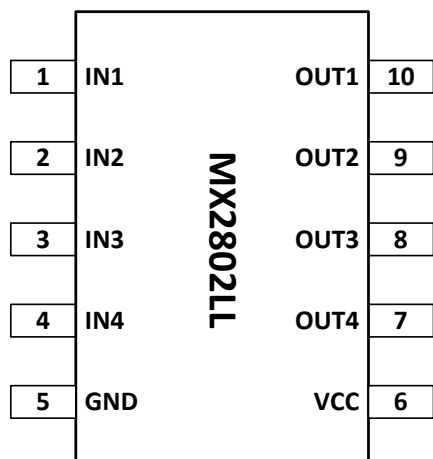 1 IN1 OUT1 10
2 IN2 OUT2 9
3 IN3 OUT3 8
4 IN4 OUT4 7
5 GND VCC 6
MX2802LL